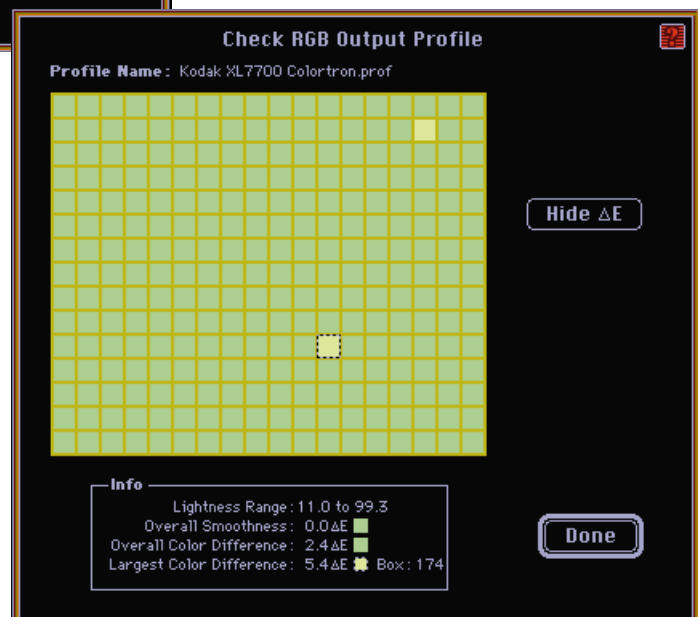 Check RGB Output Profile
?
Profile Name: Kodak XL7700 Colortron.prof
Hide ΔE
Info
Lightness Range: 11.0 to 99.3
Overall Smoothness: 0.0ΔE
Overall Color Difference: 2.4ΔE
Largest Color Difference: 5.4ΔE Box: 174
Done